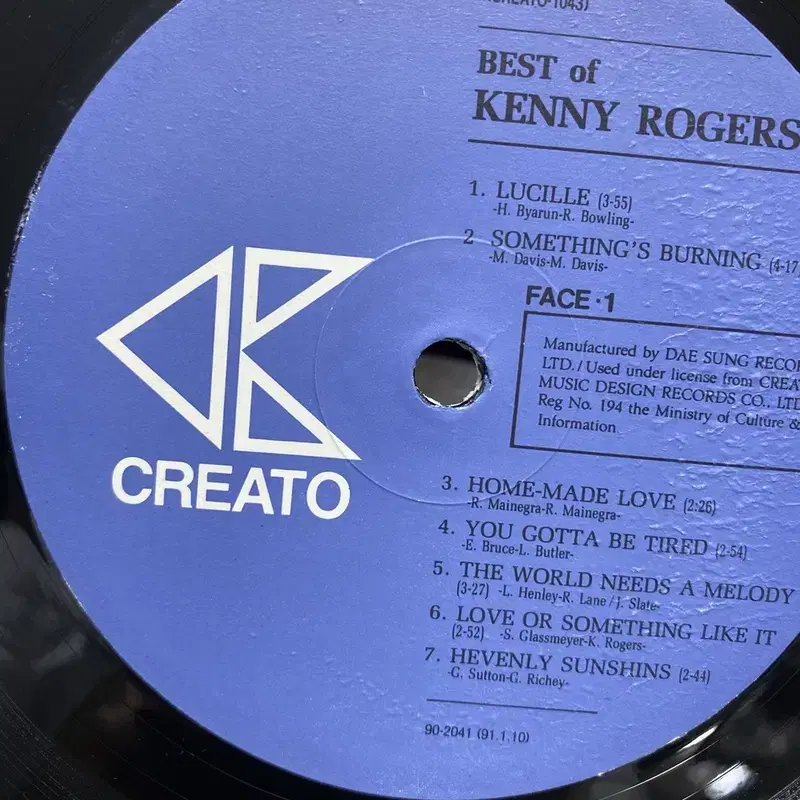 CREATO-1043)
BEST of
KENNY ROGERS
1. LUCILLE (3-55)
-H. Byarun-R. Bowling-
2 SOMETHING'S BURNING (4-17
-M. Davis-M. Davis-
FACE·1
Manufactured by DAE SUNG RECOR
LTD./Used under license from CREA
MUSIC DESIGN RECORDS CO., LTD
Reg No. 194 the Ministry of Culture &
Information
CREATO
3. HOME-MADE LOVE (2:26)
-R. Mainegra-R. Mainegra-
4. YOU GOTTA BE TIRED (2-54)
-E. Bruce-L. Butler-
5. THE WORLD NEEDS A MELODY
(3-27) -L. Henley-R. Lane/J. Slate-
6. LOVE OR SOMETHING LIKE IT
(2-52) -S. Glassmeyer-K. Rogers-
7. HEVENLY SUNSHINS (2-44)
-G. Sutton-G. Richey-
90-2041 (91.1.10)